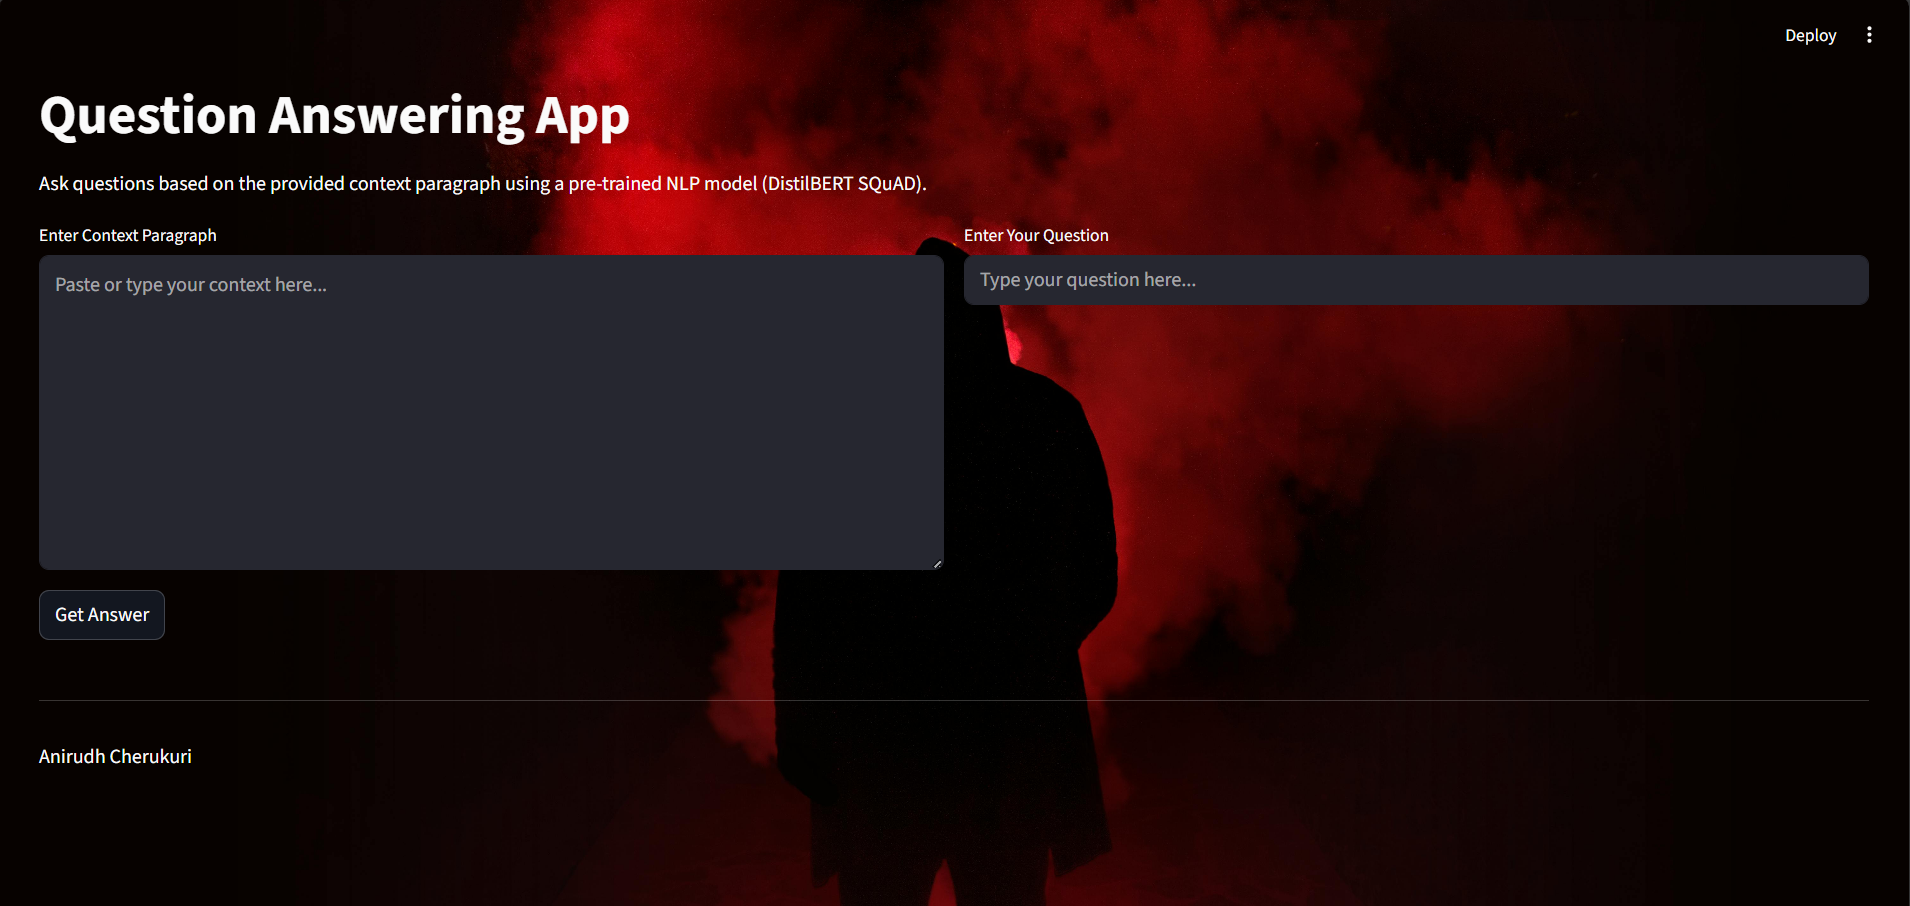 Deploy
Question Answering App
Ask questions based on the provided context paragraph using a pre-trained NLP model (DistilBERT SQuAD).
Enter Context Paragraph
Enter Your Question
Paste or type your context here...
Type your question here...
Get Answer
Anirudh Cherukuri